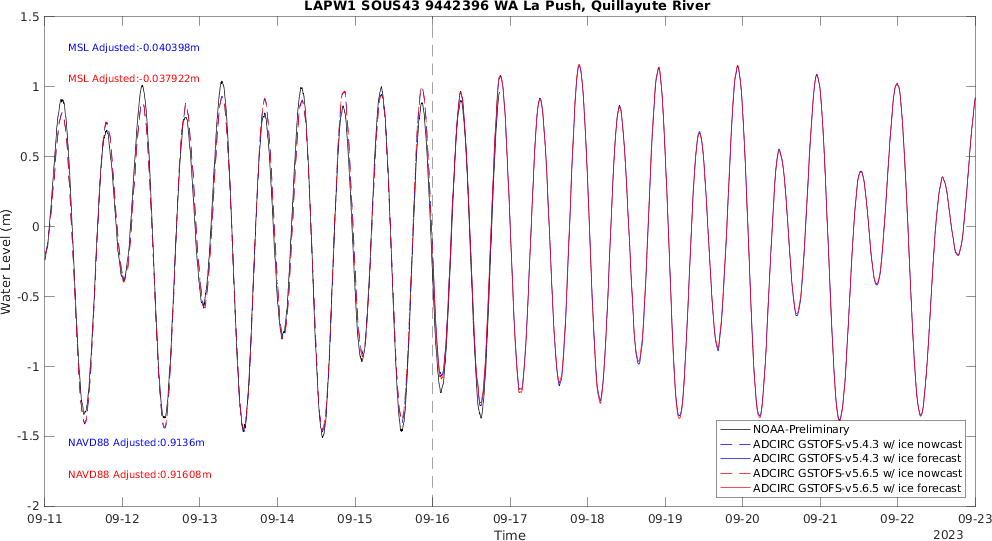 LAPW1 SOUS43 9442396 WA La Push, Quillayute River
1.5
1
0.5
0
-0.5
-1
-1.5
-2
Water Level (m)
MSL Adjusted:-0.040398m
MSL Adjusted:-0.037922m
NAVD88 Adjusted:0.9136m
NAVD88 Adjusted:0.91608m
NOAA-Preliminary
ADCIRC GSTOFS-v5.4.3 w/ ice nowcast
ADCIRC GSTOFS-v5.4.3 w/ ice forecast
ADCIRC GSTOFS-v5.6.5 w/ ice nowcast
ADCIRC GSTOFS-v5.6.5 w/ ice forecast
09-11 09-12 09-13 09-14 09-15 09-16 09-17 09-18 09-19 09-20 09-21 09-22 09-23
Time
2023